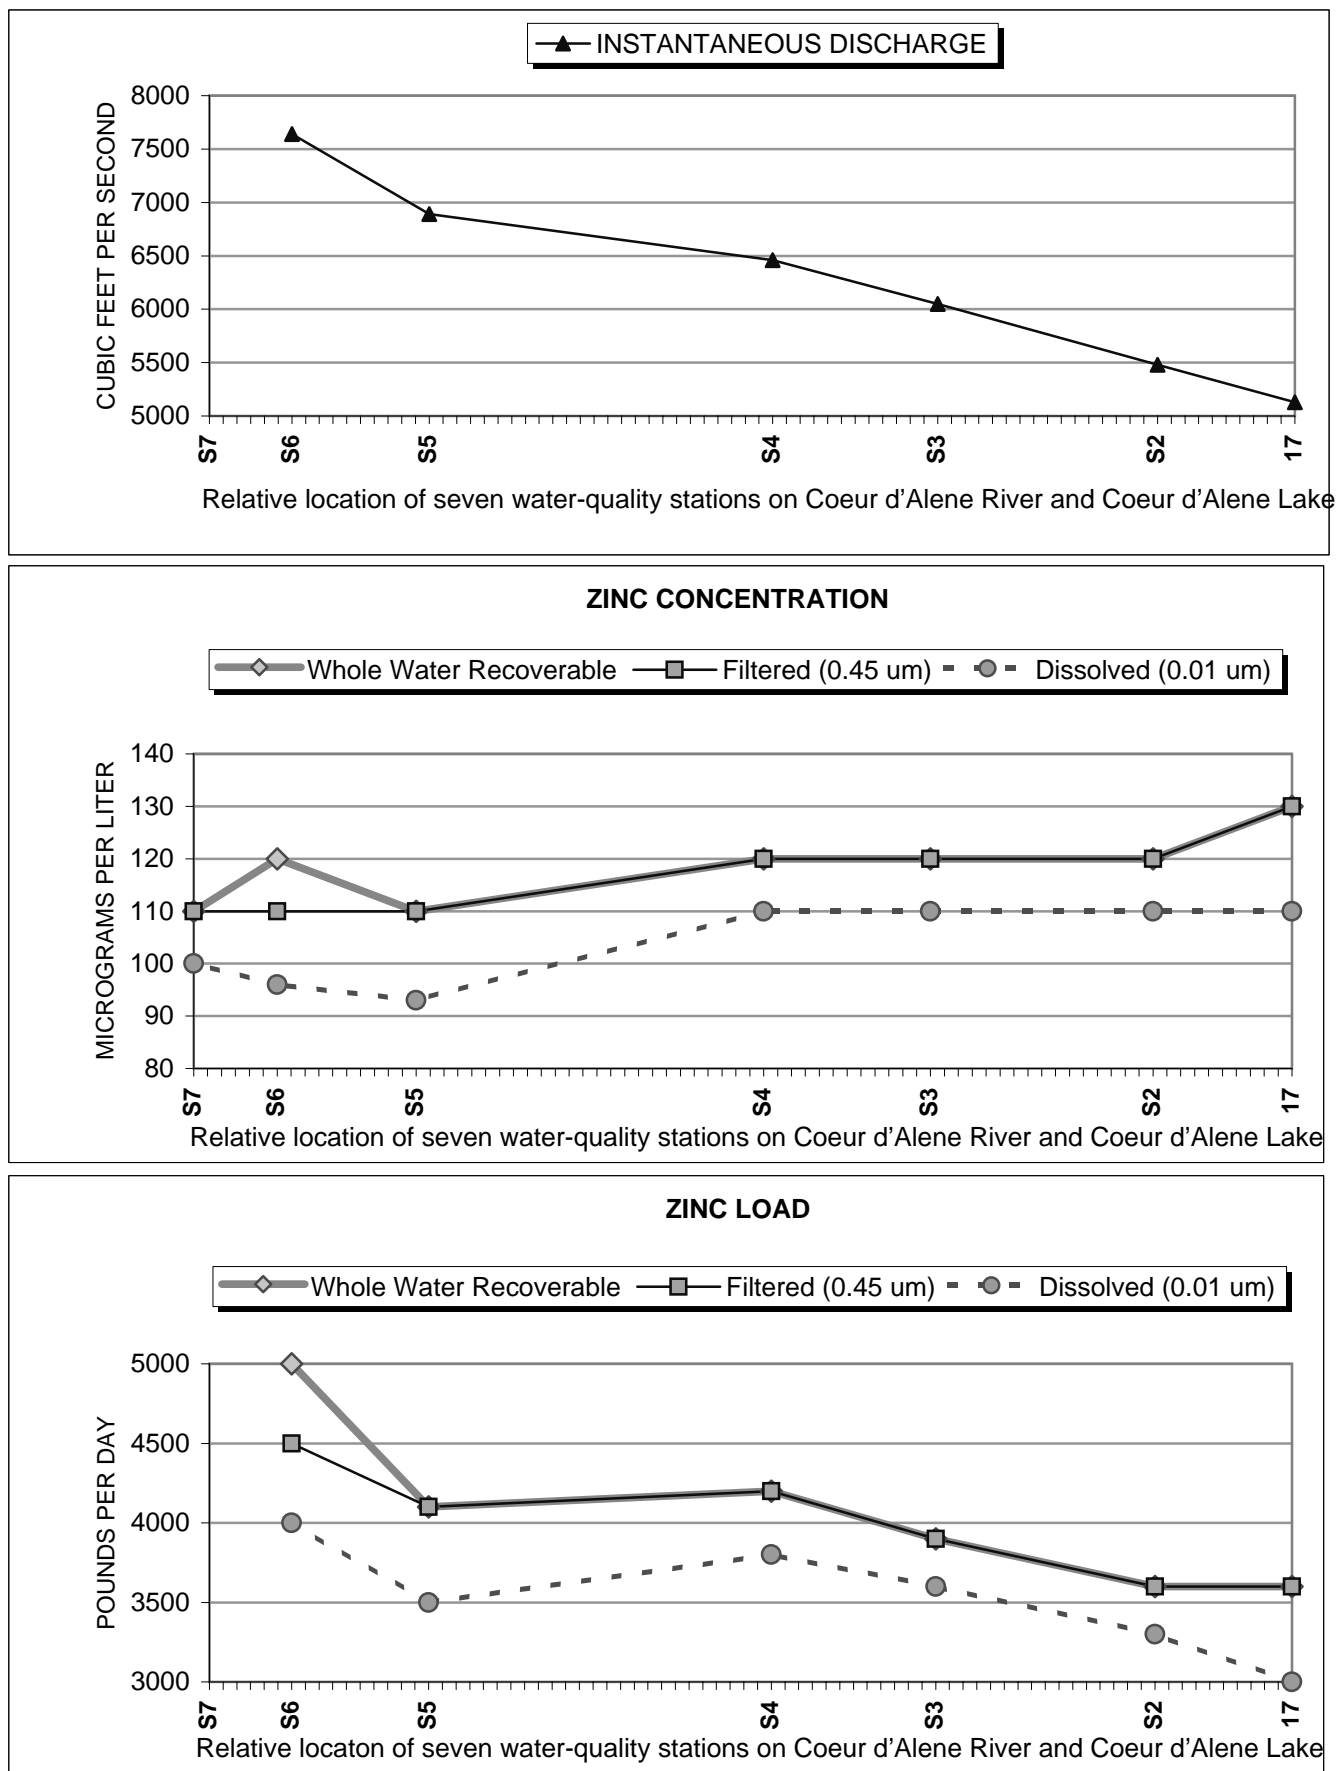 INSTANTANEOUS DISCHARGE
CUBIC FEET PER SECOND
8000
7500
7000
6500
6000
5500
5000
S7 S6 S5 S4 S3 S2 17
Relative location of seven water-quality stations on Coeur d'Alene River and Coeur d'Alene Lake
ZINC CONCENTRATION
Whole Water Recoverable Filtered (0.45 um) Dissolved (0.01 um)
MICROGRAMS PER LITER
140
130
120
110
100
90
80
S7 S6 S5 S4 S3 S2 17
Relative location of seven water-quality stations on Coeur d'Alene River and Coeur d'Alene Lake
ZINC LOAD
Whole Water Recoverable Filtered (0.45 um) Dissolved (0.01 um)
POUNDS PER DAY
5000
4500
4000
3500
3000
S7 S6 S5 S4 S3 S2 17
Relative locaton of seven water-quality stations on Coeur d'Alene River and Coeur d'Alene Lake